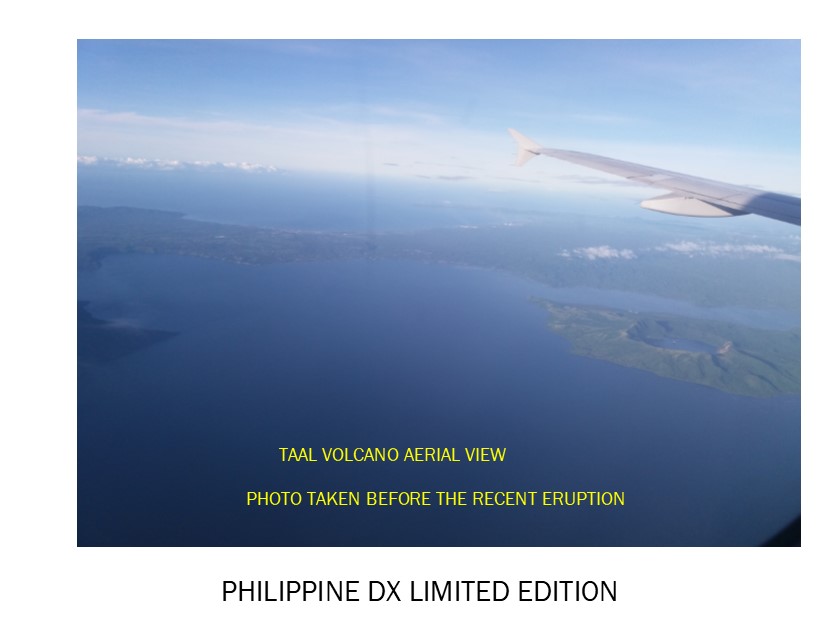 TAAL VOLCANO AERIAL VIEW
PHOTO TAKEN BEFORE THE RECENT ERUPTION
PHILIPPINE DX LIMITED EDITION